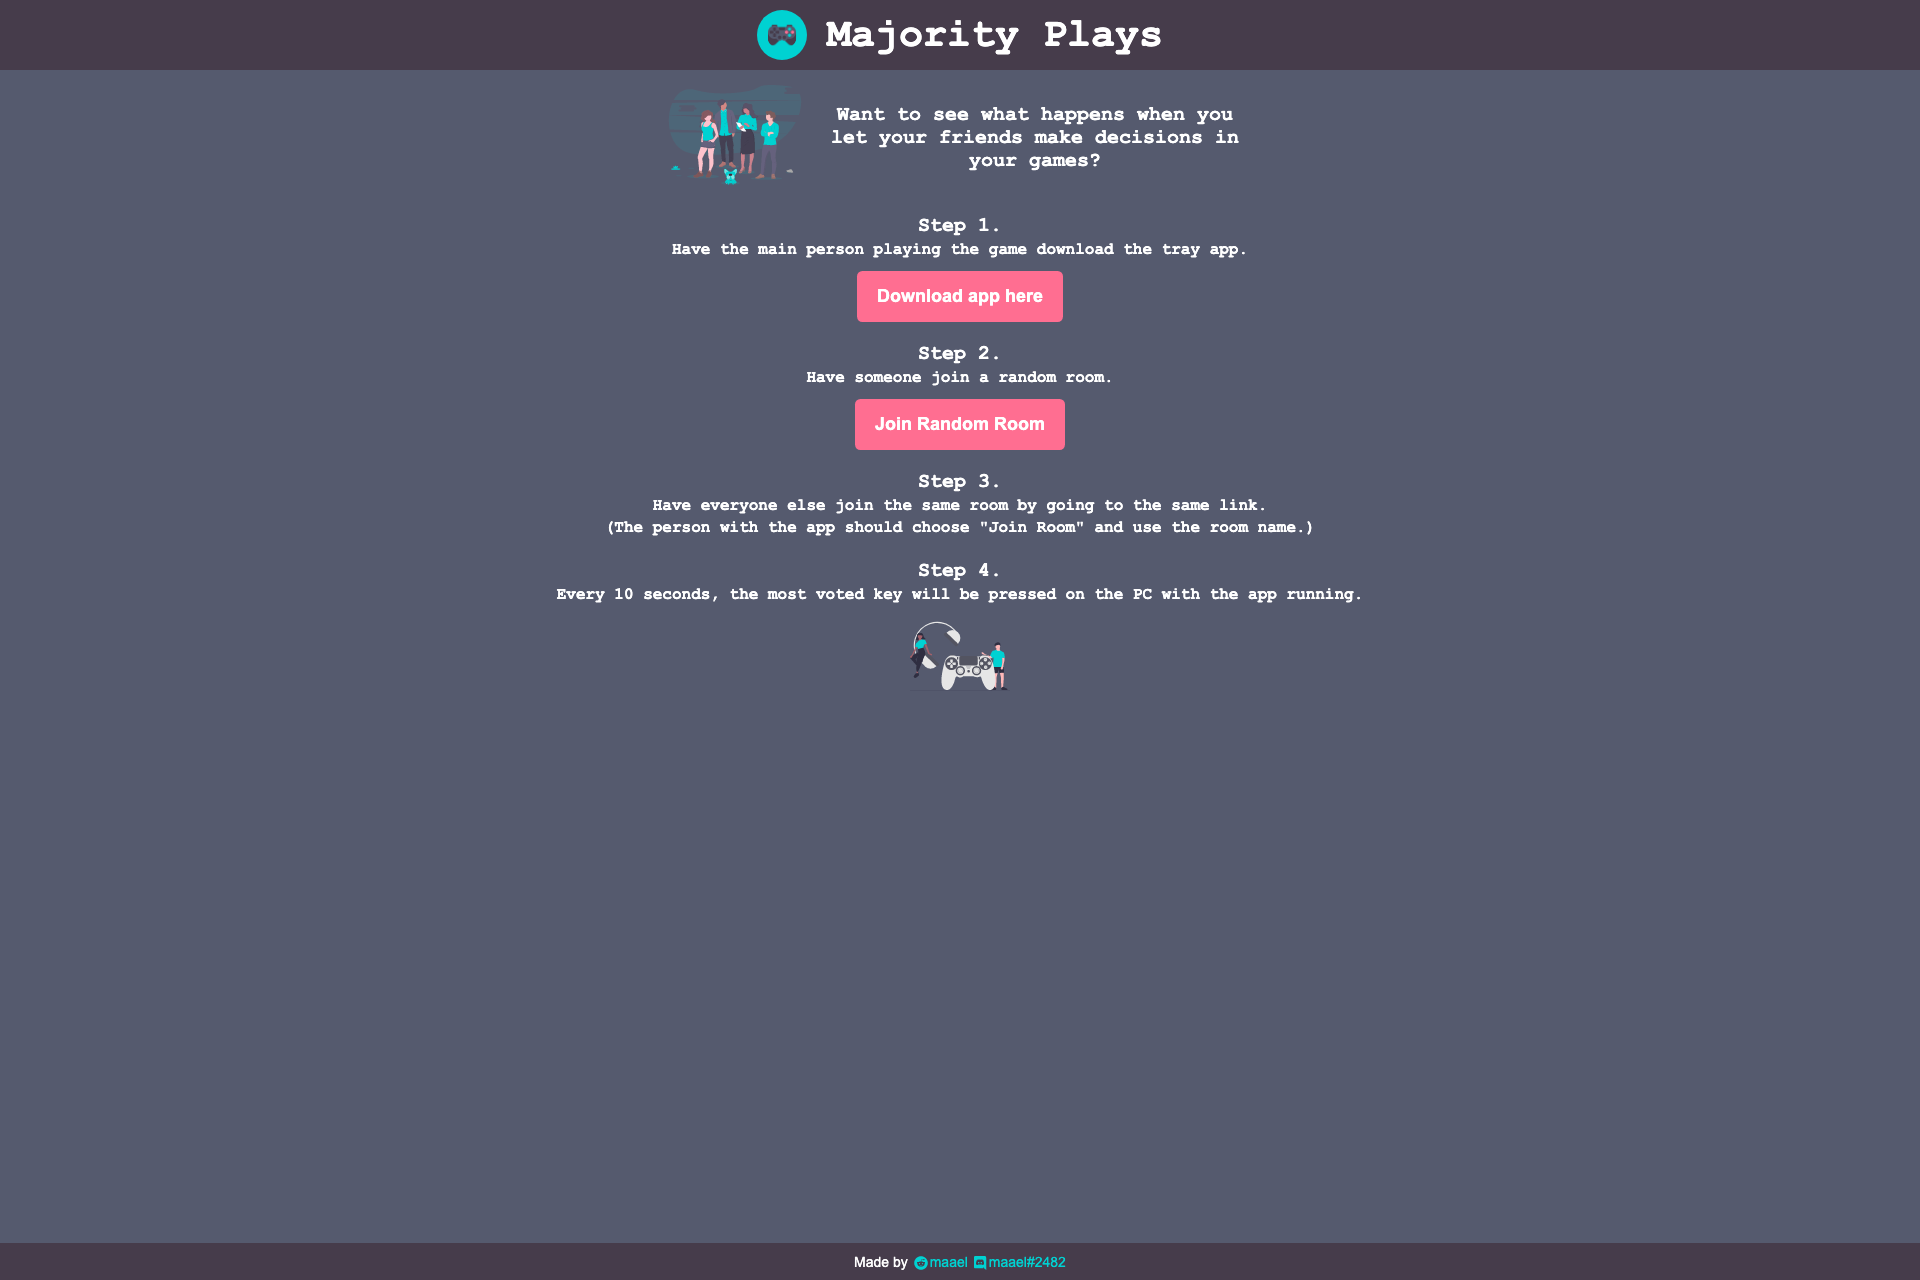 Majority Plays
Want to see what happens when you
let your friends make decisions in
your games?
Step 1.
Have the main person playing the game download the tray app.
Download app here
Step 2.
Have someone join a random room.
Join Random Room
Step 3.
Have everyone else join the same room by going to the same link.
(The person with the app should choose "Join Room" and use the room name.)
Step 4.
Every 10 seconds, the most voted key will be pressed on the PC with the app running.
Made by maael maael#2482